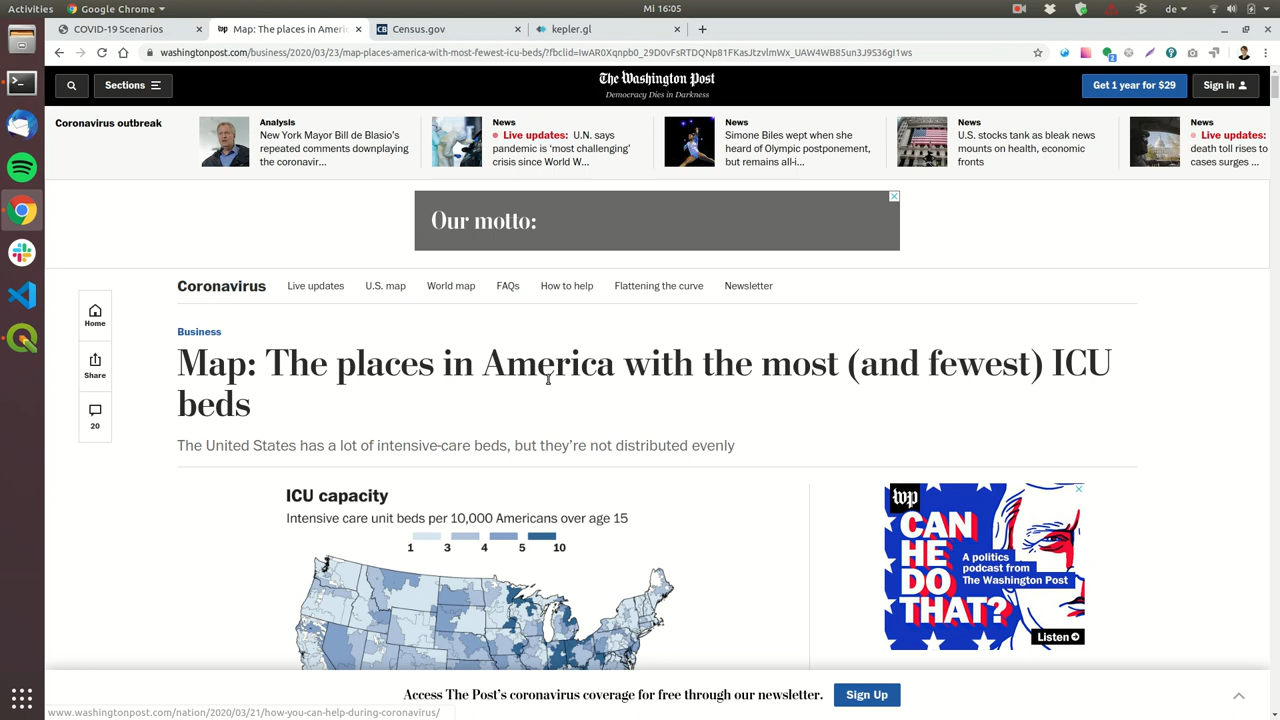 Activities
Google Chrome
Mi 16:05
de
COVID-19 Scenarios
Map: The places in Americ
Census.gov
kepler.gl
washingtonpost.com/business/2020/03/23/map-places-america-with-most-fewest-icu-beds/?fbclid=IwAR0Xqnpb0_29D0vFsRTDQNp81FKasJtzvlmWx_UAW4WB85un3J9S36gI1ws
Sections
The Washington Post
Democracy Dies in Darkness
Get 1 year for $29
Sign in
Coronavirus outbreak
Analysis
New York Mayor Bill de Blasio's
repeated comments downplaying
the coronavir...
News
Live updates: U.N. says
pandemic is 'most challenging'
crisis since World W...
News
Simone Biles wept when she
heard of Olympic postponement,
but remains all-i...
News
U.S. stocks tank as bleak news
mounts on health, economic
fronts
News
Live updates:
death toll rises to
cases surges ...
Our motto:
Coronavirus
Live updates
U.S. map
World map
FAQs
How to help
Flattening the curve
Newsletter
Home
Share
20
Business
Map: The places in America with the most (and fewest) ICU
beds
The United States has a lot of intensive-care beds, but they're not distributed evenly
ICU capacity
Intensive care unit beds per 10,000 Americans over age 15
1 3 4 5 10
wp
CAN
HE
DO
THAT?
A politics
podcast from
The Washington Post
Listen
Access The Post's coronavirus coverage for free through our newsletter.
Sign Up
www.washingtonpost.com/nation/2020/03/21/how-you-can-help-during-coronavirus/